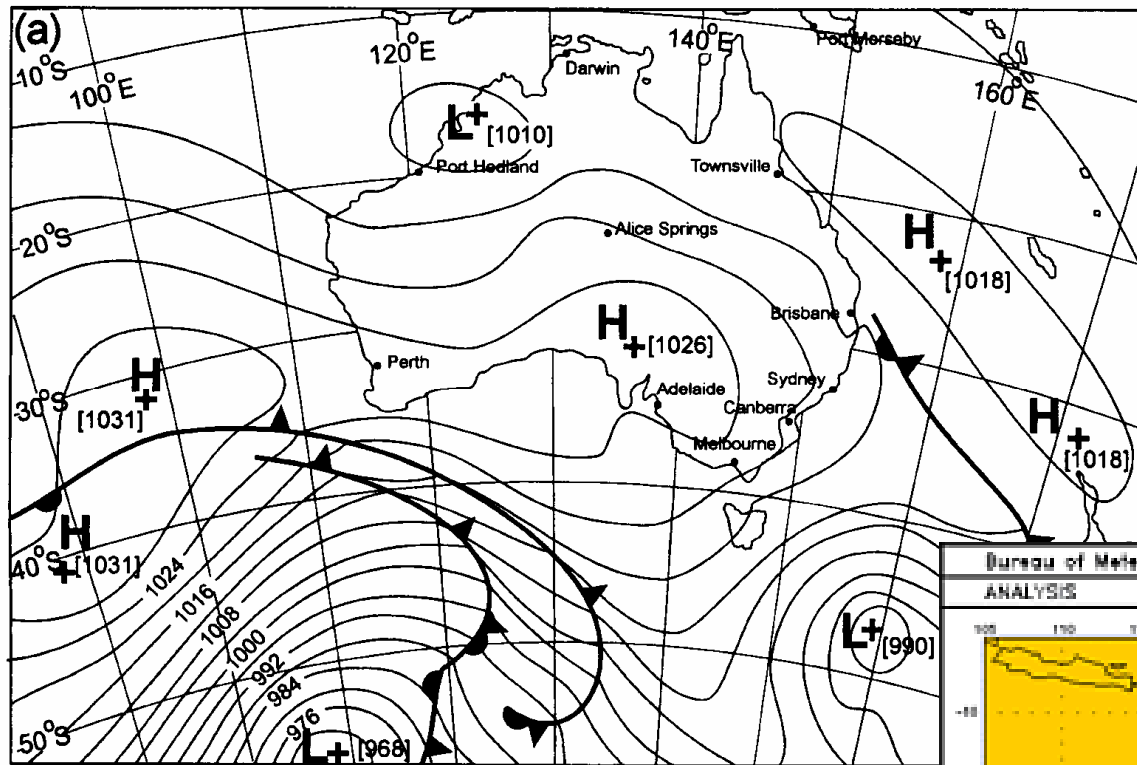 (a)
120°E
140°E
Port Moresby
-10°S
100°E
Darwin
160°E
L
[1010]
Port Hedland
Townsville
-20°S
Alice Springs
H
[1018]
H
[1026]
Brisbane
H
[1031]
Perth
-30°S
Adelaide
Sydney
Canberra
Melbourne
H
[1018]
H
[1031]
-40°S
1024
1016
1008
1000
992
984
976
L
[968]
L
[990]
-50°S
Bureau of Mete
ANALYSIS
105
110